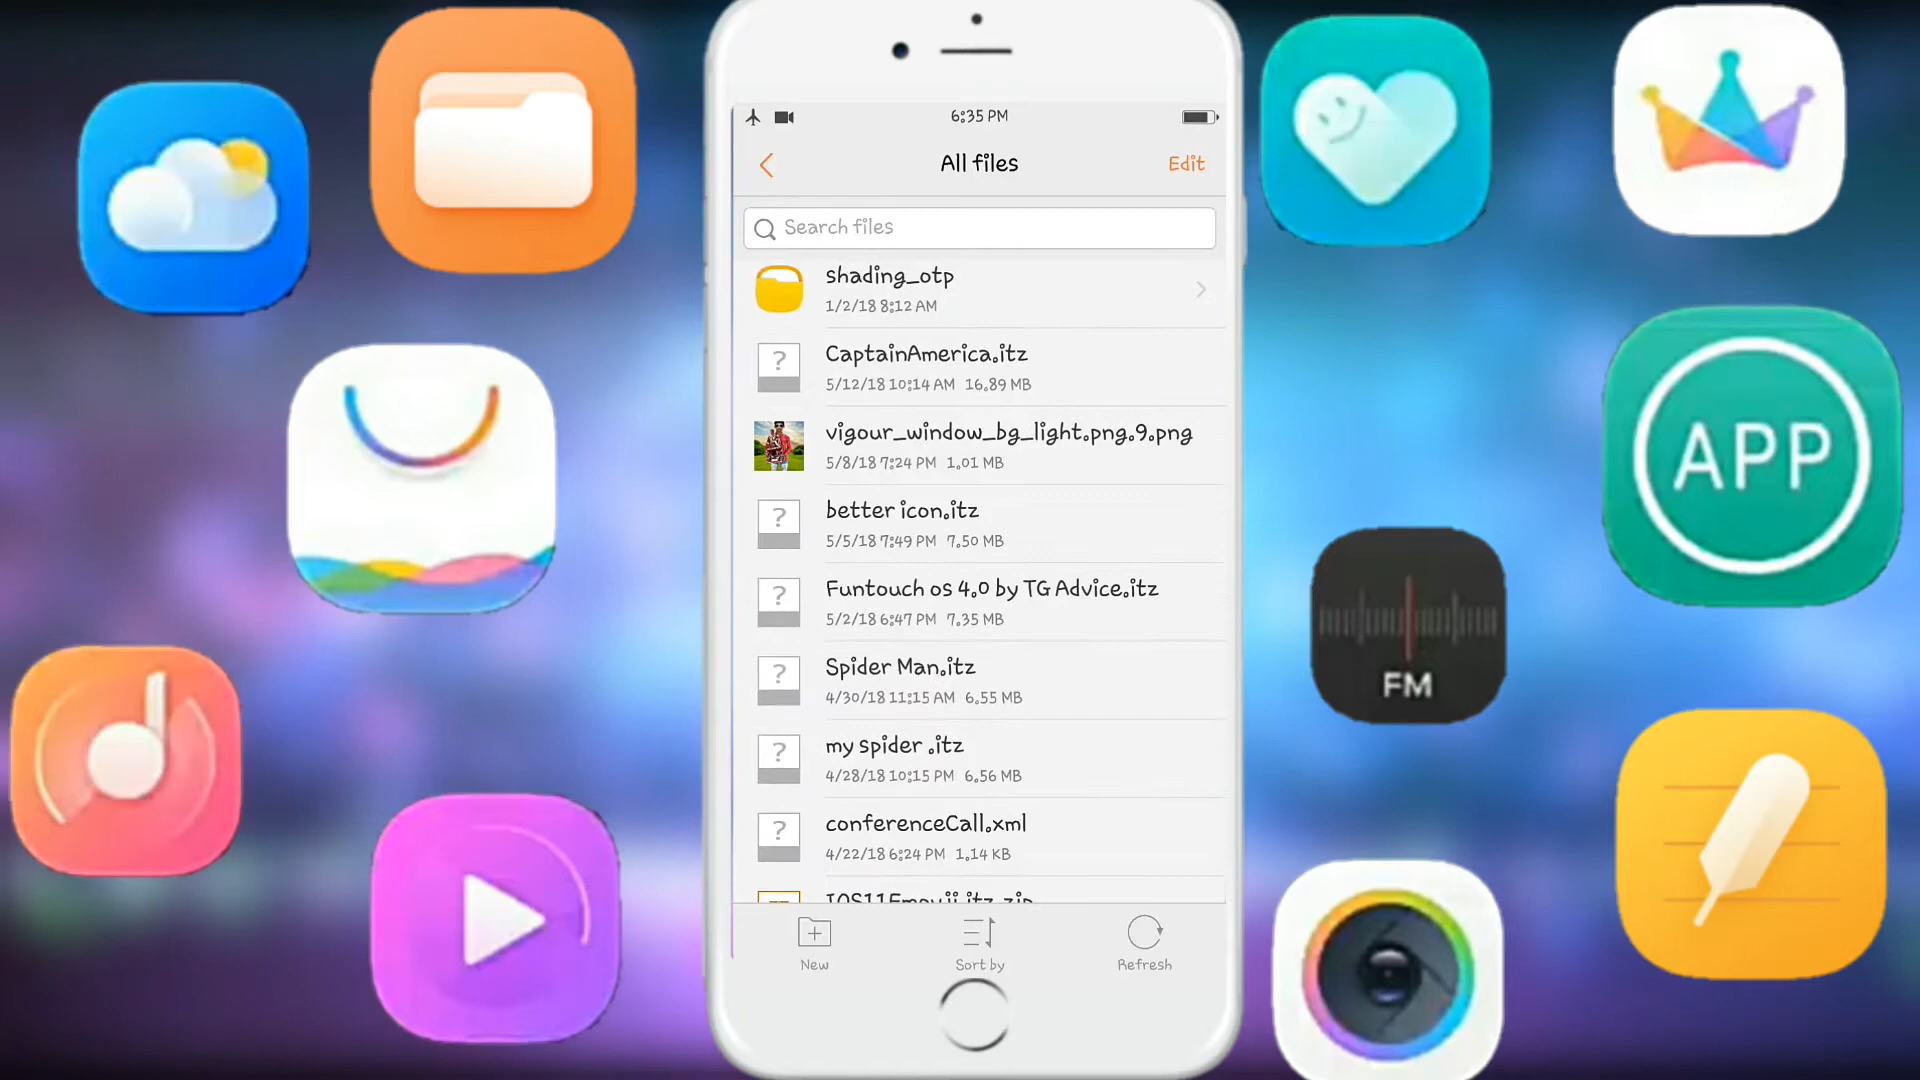 6:35 PM
All files
Edit
Search files
shading_otp
1/2/18 8:12 AM
CaptainAmerica.itz
5/12/18 10:14 AM 16.89 MB
vigour_window_bg_light.png.9.png
5/8/18 7:24 PM 1.01 MB
better icon.itz
5/5/18 7:49 PM 7.50 MB
Funtouch os 4.0 by TG Advice.itz
5/2/18 6:47 PM 7.35 MB
Spider Man.itz
4/30/18 11:15 AM 6.55 MB
my spider .itz
4/28/18 10:15 PM 6.56 MB
conferenceCall.xml
4/22/18 6:24 PM 1.14 KB
New
Sort by
Refresh
APP
FM